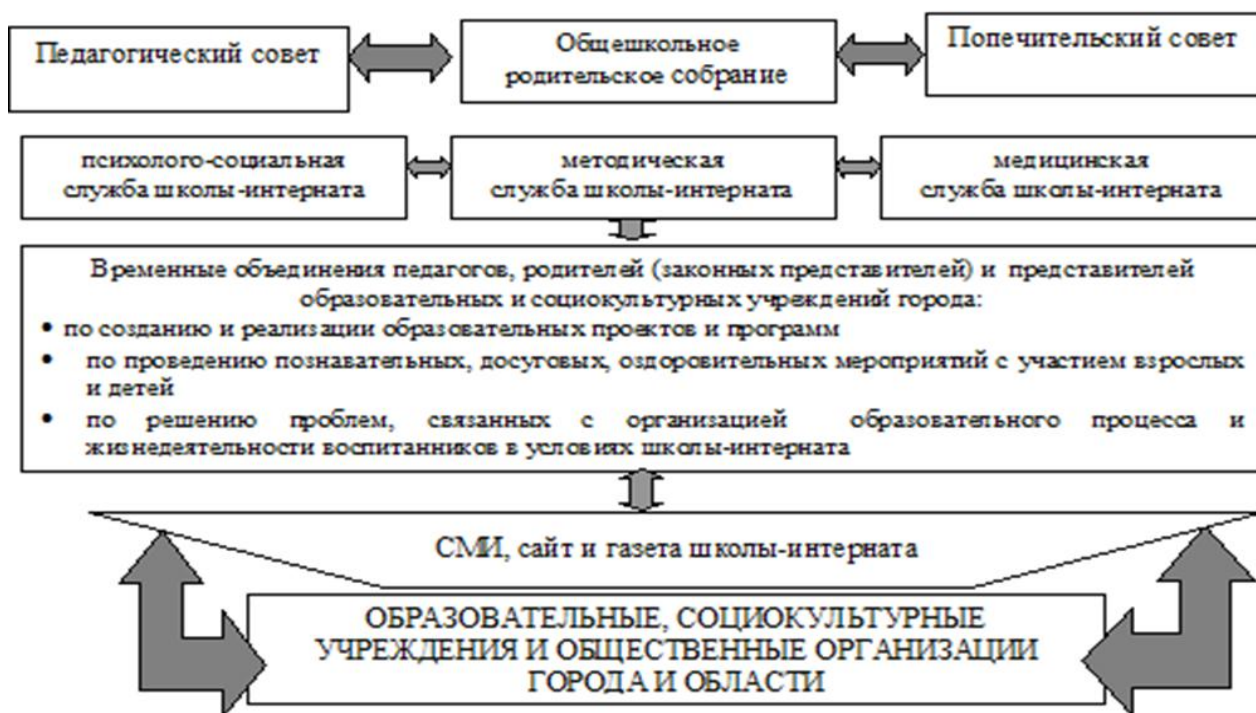 Педагогический совет
Общешкольное
родительское собрание
Попечительский совет
психолого-социальная
служба школы-интерната
методическая
служба школы-интерната
медицинская
служба школы-интерната
Временные объединения педагогов, родителей (законных представителей) и представителей
образовательных и социокультурных учреждений города:
• по созданию и реализации образовательных проектов и программ
• по проведению познавательных, досуговых, оздоровительных мероприятий с участием взрослых
и детей
• по решению проблем, связанных с организацией образовательного процесса и
жизнедеятельности воспитанников в условиях школы-интерната
СМИ, сайт и газета школы-интерната
ОБРАЗОВАТЕЛЬНЫЕ, СОЦИОКУЛЬТУРНЫЕ
УЧРЕЖДЕНИЯ И ОБЩЕСТВЕННЫЕ ОРГАНИЗАЦИИ
ГОРОДА И ОБЛАСТИ